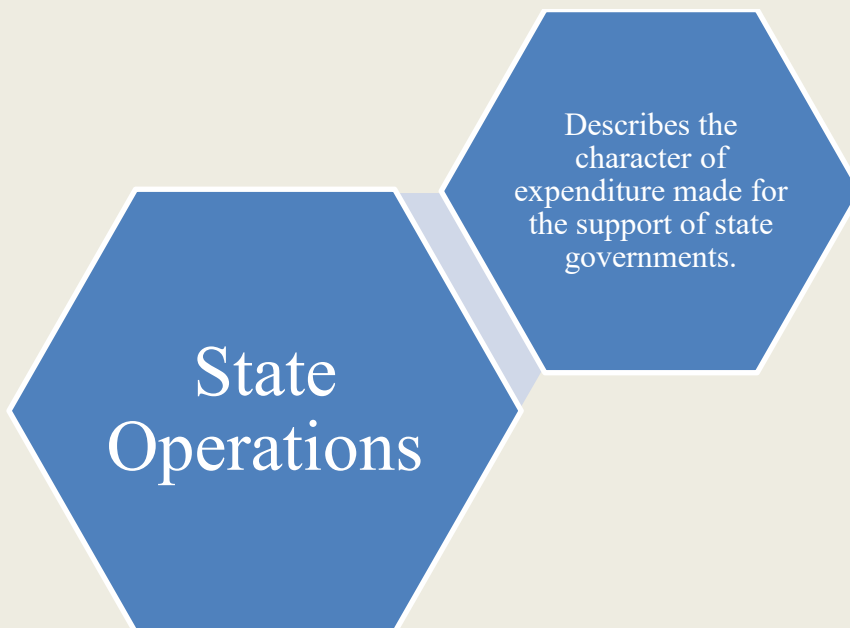 State
Operations
Describes the
character of
expenditure made for
the support of state
governments.